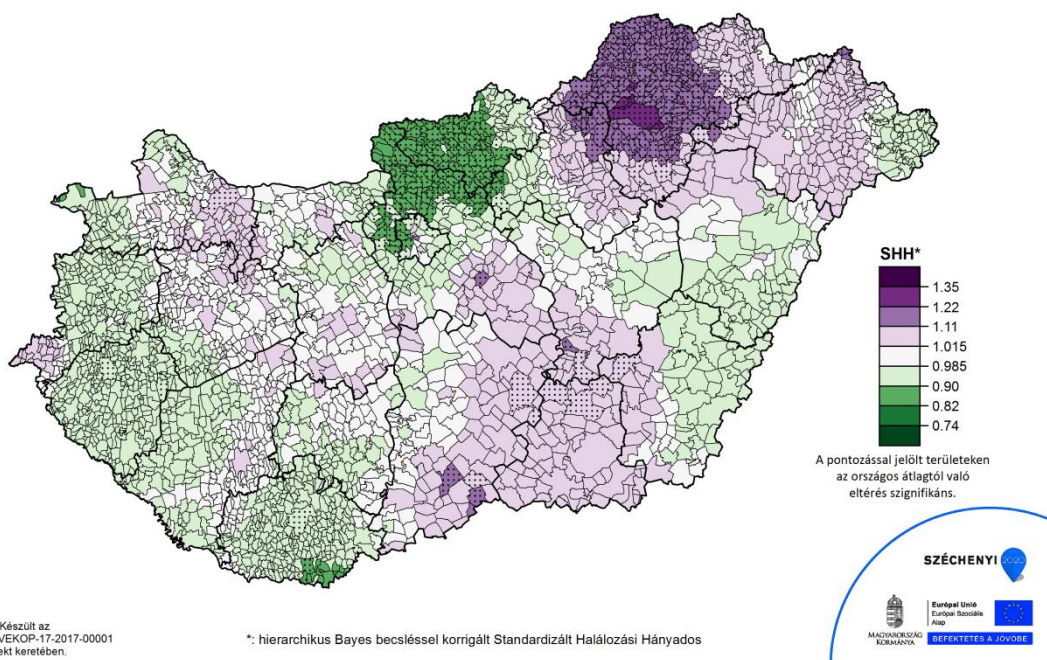 SHH*
1.35
1.22
1.11
1.015
0.985
0.90
0.82
0.74
A pontozással jelölt területeken
az országos átlagtól való
eltérés szignifikáns.
SZÉCHENYI 2020
MAGYARORSZÁG
KORMÁNYA
Európai Unió
Európai Szociális
Alap
BEFEKTETÉS A JÖVŐBE
Készült az
VEKOP-17-2017-00001
ekt keretében.
*: hierarchikus Bayes becsléssel korrigált Standardizált Halálozási Hányados